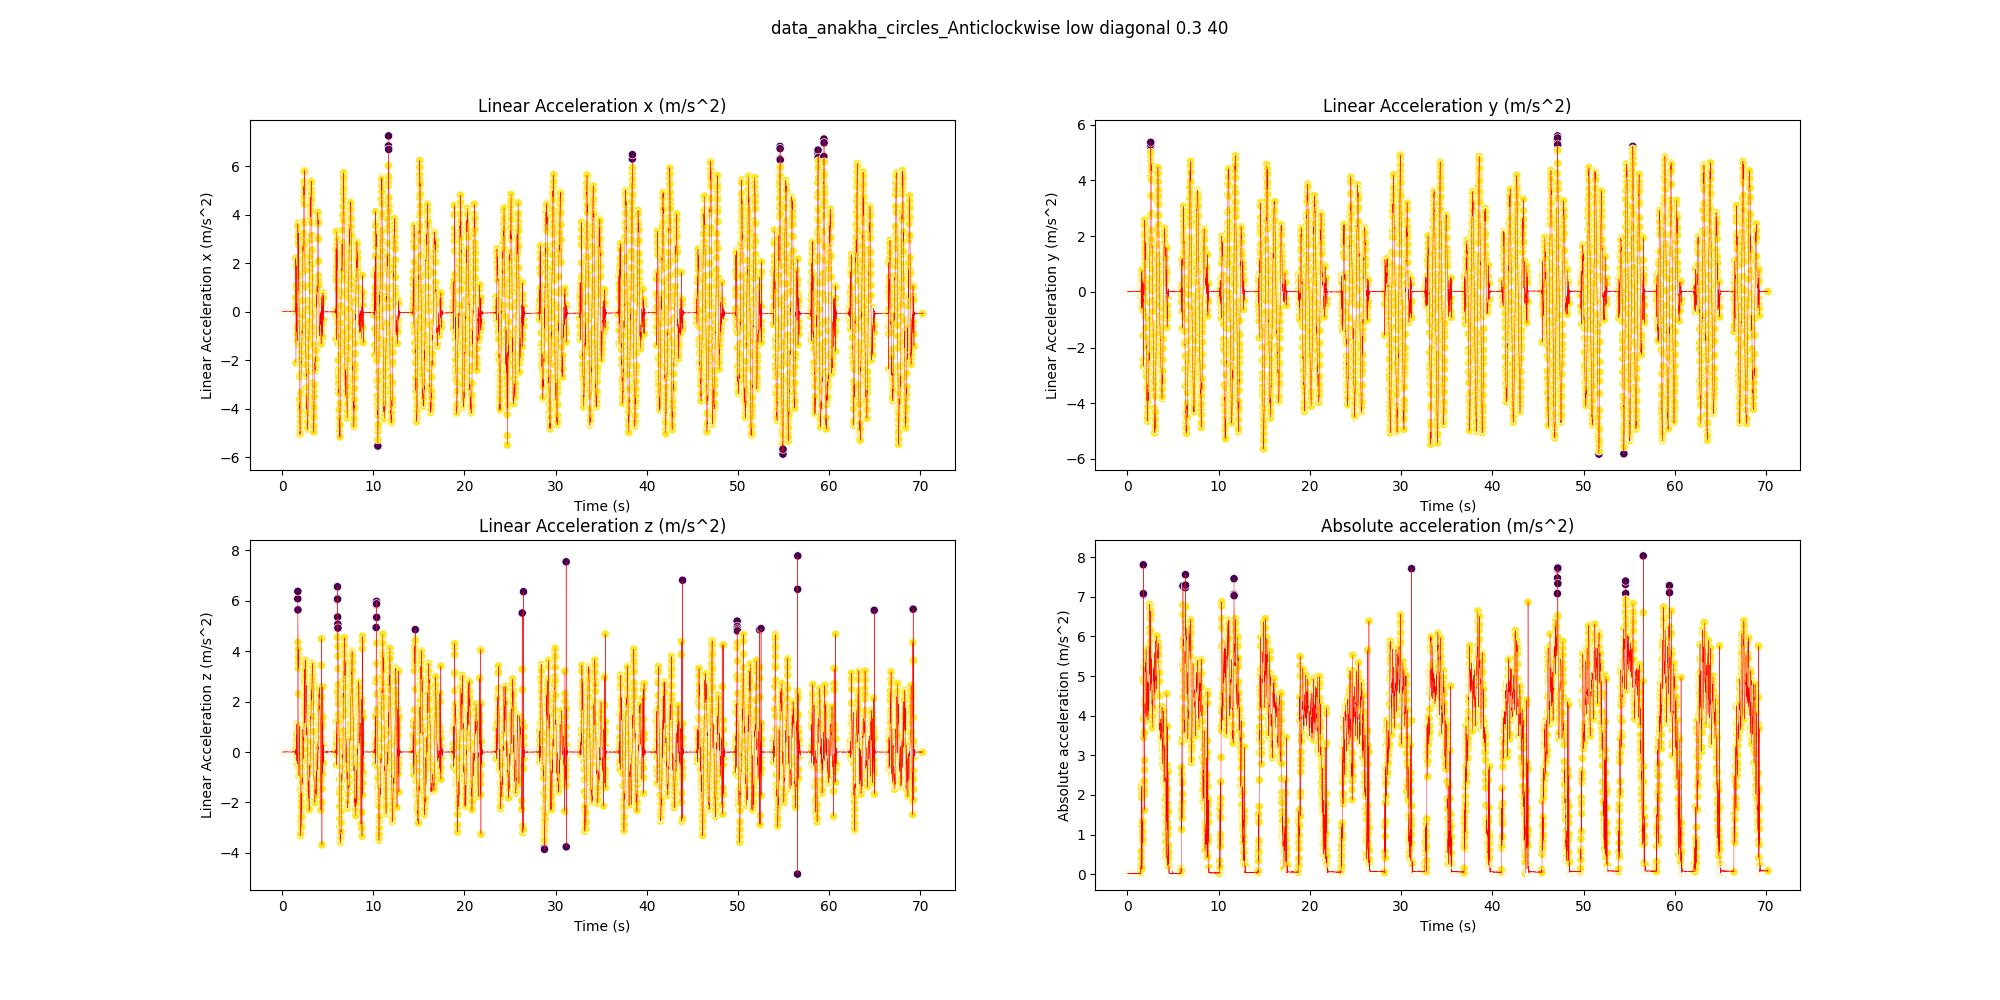 data_anakha_circles_Anticlockwise low diagonal 0.3 40
Linear Acceleration x (m/s^2)
Linear Acceleration x (m/s^2)
6
4
2
0
−2
−4
−6
0 10 20 30 40 50 60 70
Time (s)
Linear Acceleration y (m/s^2)
Linear Acceleration y (m/s^2)
6
4
2
0
−2
−4
−6
0 10 20 30 40 50 60 70
Time (s)
Linear Acceleration z (m/s^2)
Linear Acceleration z (m/s^2)
8
6
4
2
0
−2
−4
0 10 20 30 40 50 60 70
Time (s)
Absolute acceleration (m/s^2)
Absolute acceleration (m/s^2)
8
7
6
5
4
3
2
1
0
0 10 20 30 40 50 60 70
Time (s)